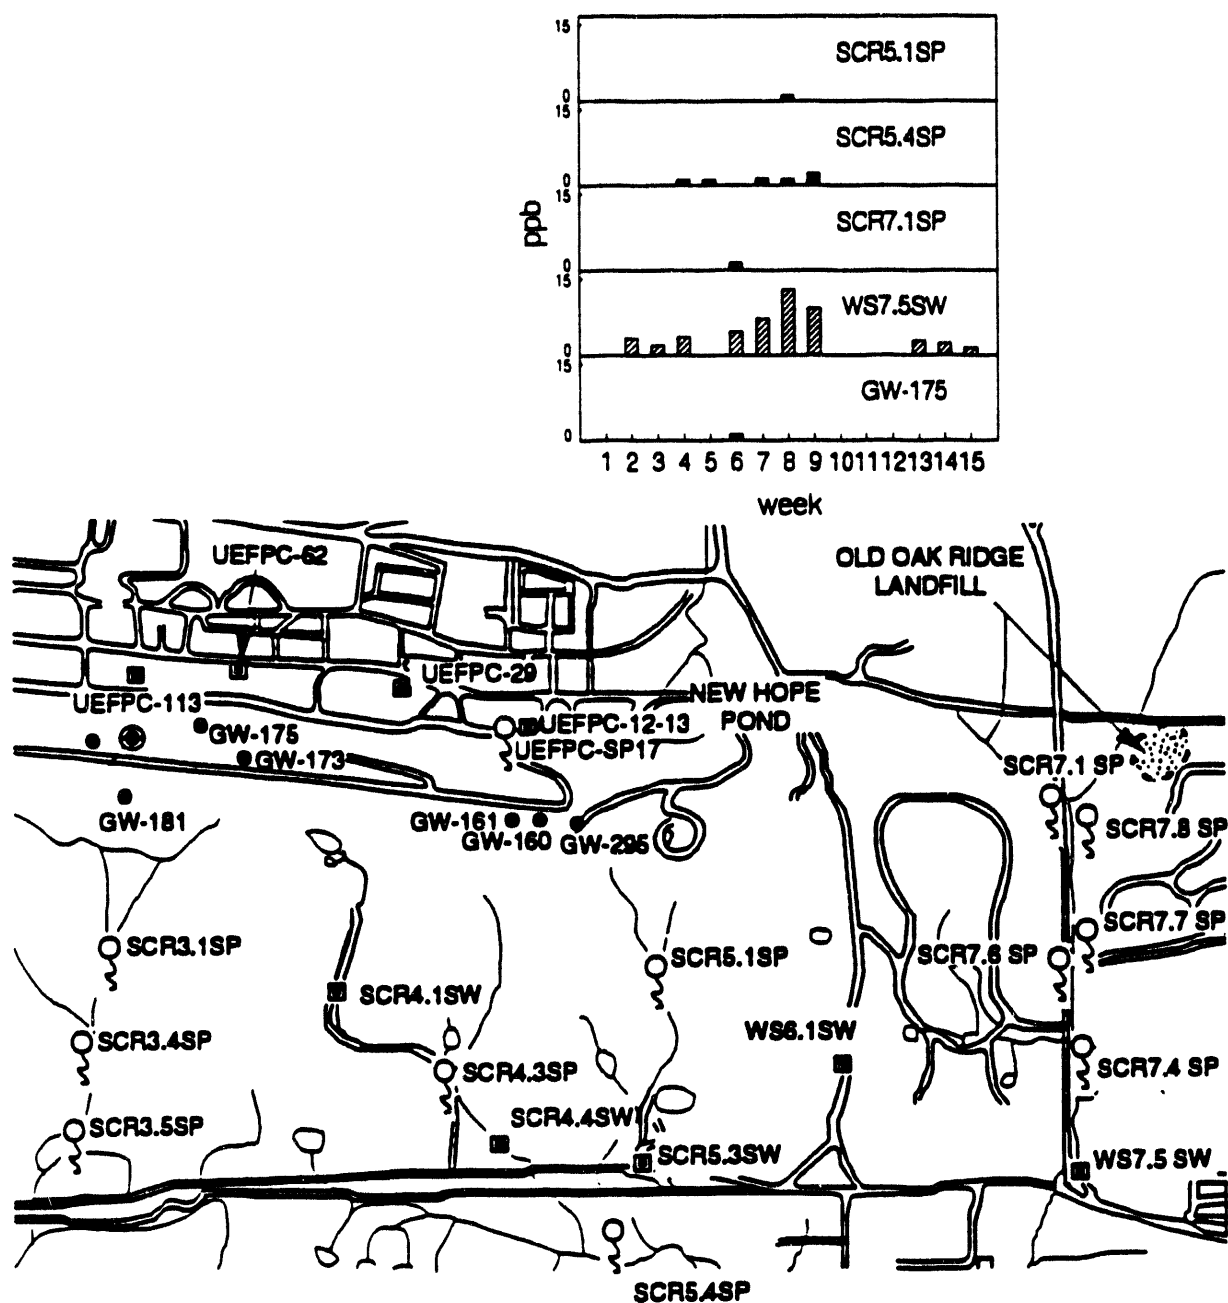 15
SCR5.1SP
0
15
SCR5.4SP
0
15
SCR7.1SP
ppb
0
15
WS7.5SW
0
15
GW-175
0
1 2 3 4 5 6 7 8 9 10 11 12 13 14 15
week
UEFPC-62
OLD OAK RIDGE
LANDFILL
UEFPC-29
UEFPC-113
NEW HOPE
POND
GW-175
UEFPC-12-13
UEFPC-SP17
GW-173
SCR7.1 SP
GW-181
GW-161
GW-160
GW-295
SCR7.8 SP
SCR7.7 SP
SCR3.1SP
SCR5.1SP
SCR7.6 SP
SCR4.1SW
WS6.1SW
SCR3.4SP
SCR4.3SP
SCR7.4 SP
SCR4.4SW
SCR3.5SP
SCR5.3SW
WS7.5 SW
SCR5.4SP